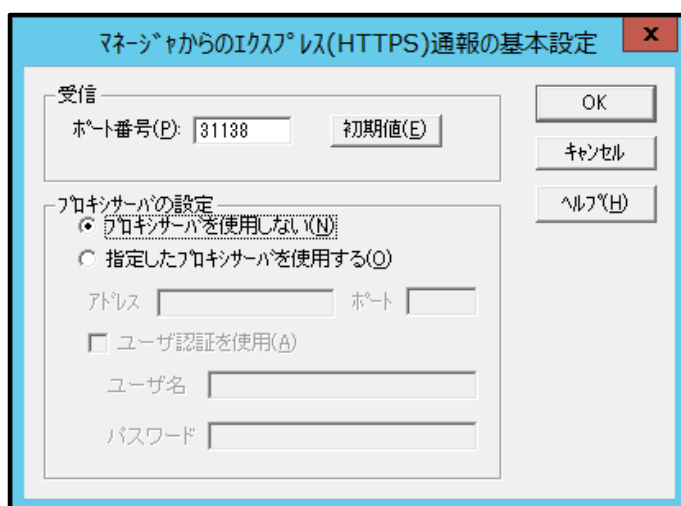 ﾏﾈｰｼﾞｬからのｴｸｽﾌﾟﾚｽ(HTTPS)通報の基本設定
x
受信
ﾎﾟｰﾄ番号(P):
31138
初期値(E)
OK
ｷｬﾝｾﾙ
ﾍﾙﾌﾟ(H)
ﾌﾟﾛｷｼｻｰﾊﾞの設定
ﾌﾟﾛｷｼｻｰﾊﾞを使用しない(N)
指定したﾌﾟﾛｷｼｻｰﾊﾞを使用する(O)
ｱﾄﾞﾚｽ
ﾎﾟｰﾄ
ユーザ認証を使用(A)
ユーザ名
パスワード